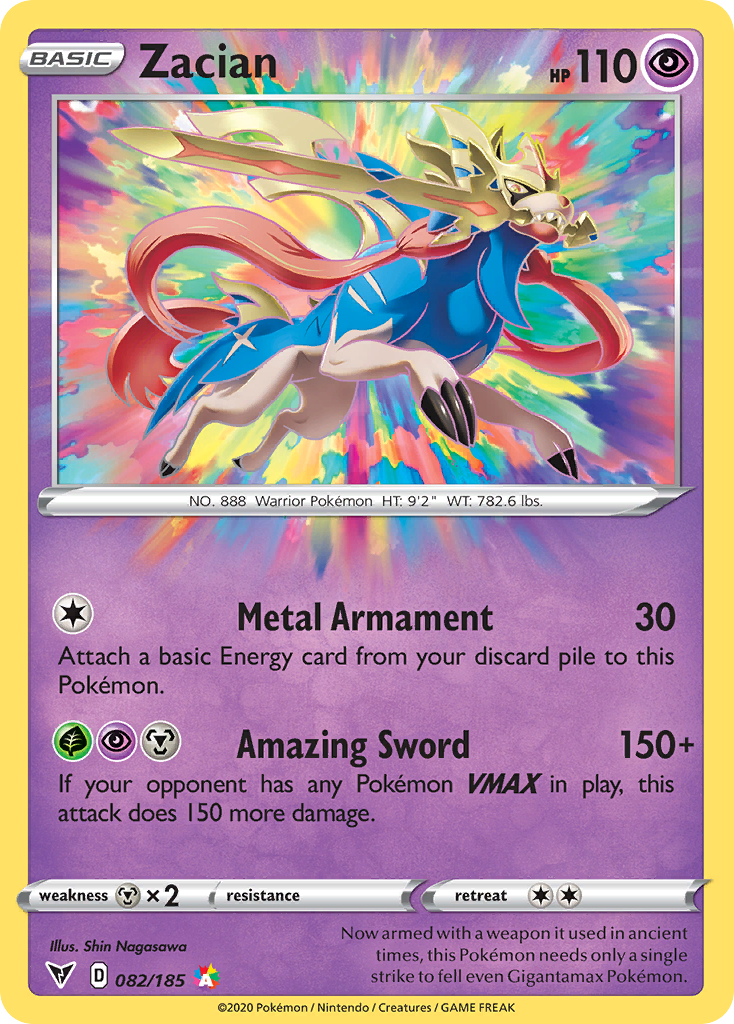 BASIC Zacian HP 110
NO. 888 Warrior Pokémon HT: 9'2" WT: 782.6 lbs.
Metal Armament 30
Attach a basic Energy card from your discard pile to this
Pokémon.
Amazing Sword 150+
If your opponent has any Pokémon VMAX in play, this
attack does 150 more damage.
weakness ×2 resistance retreat
Illus. Shin Nagasawa
Now armed with a weapon it used in ancient
times, this Pokémon needs only a single
strike to fell even Gigantamax Pokémon.
D 082/185 A
©2020 Pokémon / Nintendo / Creatures / GAME FREAK